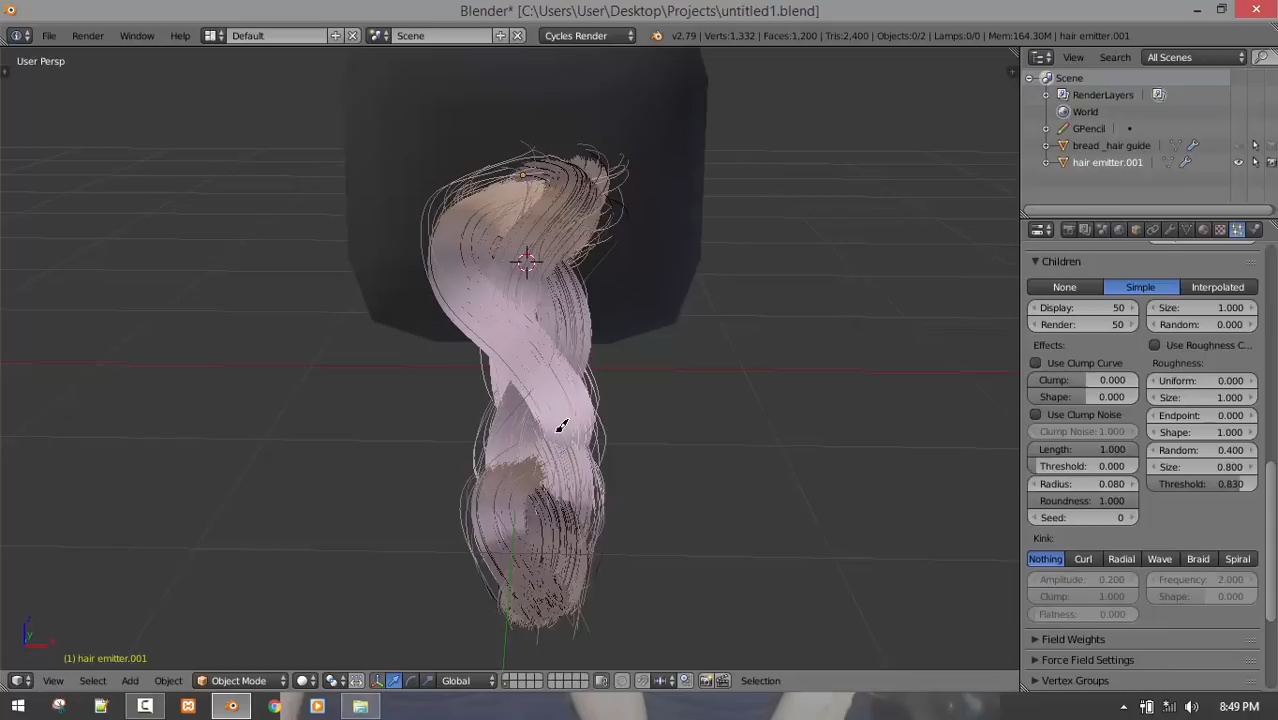 Blender* [C:\Users\User\Desktop\Projects\untitled1.blend]
File Render Window Help Default Scene Cycles Render v2.79 | Verts:1,332 | Faces:1,200 | Tris:2,400 | Objects:0/2 | Lamps:0/0 | Mem:164.30M | hair emitter.001
User Persp
View Search All Scenes
Scene
RenderLayers
World
GPencil
bread _hair guide
hair emitter.001
Children
None Simple Interpolated
Display: 50 Size: 1.000
Render: 50 Random: 0.000
Effects: Use Roughness C...
Use Clump Curve Roughness:
Clump: 0.000 Uniform: 0.000
Shape: 0.000 Size: 1.000
Use Clump Noise Endpoint: 0.000
Clump Noise: 1.000 Shape: 1.000
Length: 1.000 Random: 0.400
Threshold: 0.000 Size: 0.800
Radius: 0.080 Threshold: 0.830
Roundness: 1.000
Seed: 0
Kink:
Nothing Curl Radial Wave Braid Spiral
Amplitude: 0.200 Frequency: 2.000
Clump: 1.000 Shape: 0.000
Flatness: 0.000
Field Weights
Force Field Settings
Vertex Groups
z
y
x
(1) hair emitter.001
View Select Add Object Object Mode Global Selection
8:49 PM